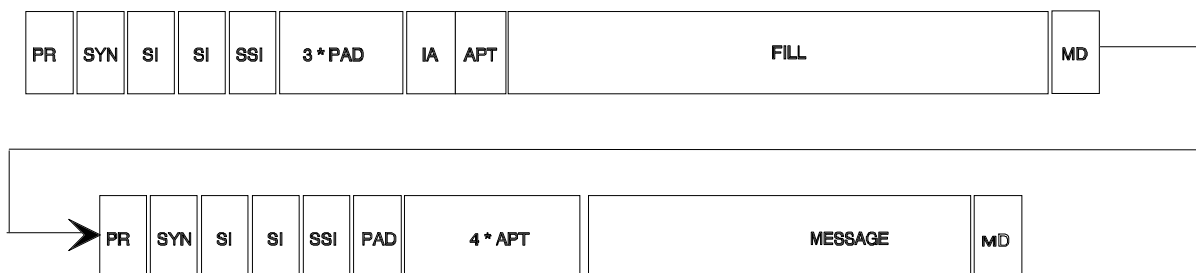 PR SYN SI SI SSI 3 * PAD IA APT FILL MD
PR SYN SI SI SSI PAD 4 * APT MESSAGE MD